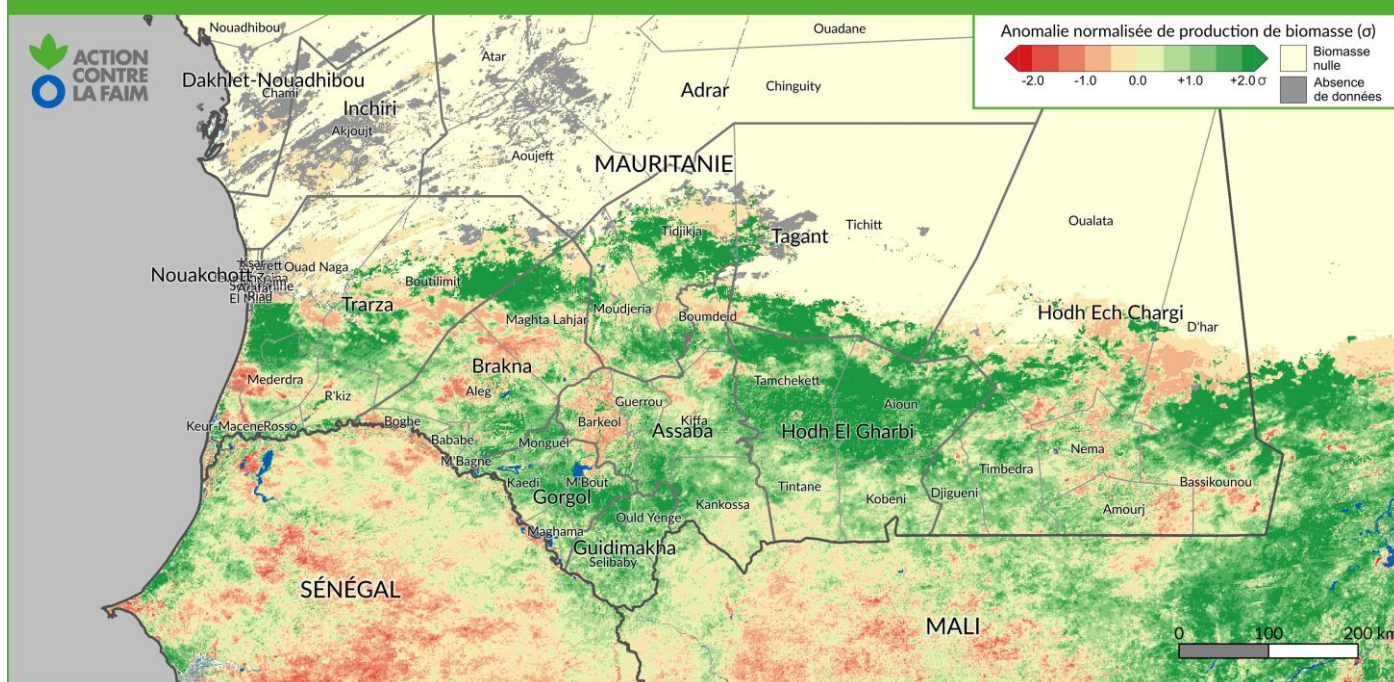 ACTION
CONTRE
LA FAIM
Anomalie normalisée de production de biomasse (σ)
-2.0 -1.0 0.0 +1.0 +2.0 σ
Biomasse
nulle
Absence
de données
Nouadhibou
Ouadane
Atar
Dakhlet-Nouadhibou
Chami
Inchiri
Adrar
Chinguity
Akjoujt
Aoujeft
MAURITANIE
Tichitt
Oualata
Tidjikja
Tagant
Ksar
Ouad Naga
Nouakchott
El Mina
Riad
Boutilimit
Trarza
Moudjeria
Boumdeid
Maghta Lahjar
Hodh Ech Chargi
D'har
Brakna
Mederdra
Aleg
R'kiz
Tamchekett
Guerrou
Aioun
Keur-Macene
Rosso
Boghe
Barkeol
Kiffa
Assaba
Hodh El Gharbi
Bababe
Monguel
Nema
M'Bagne
Timbedra
Kaedi
M'Bout
Gorgol
Tintane
Bassikounou
Kankossa
Kobeni
Djigueni
Amourj
Ould Yenge
Maghama
Guidimakha
Selibaby
SÉNÉGAL
MALI
0 100 200 km